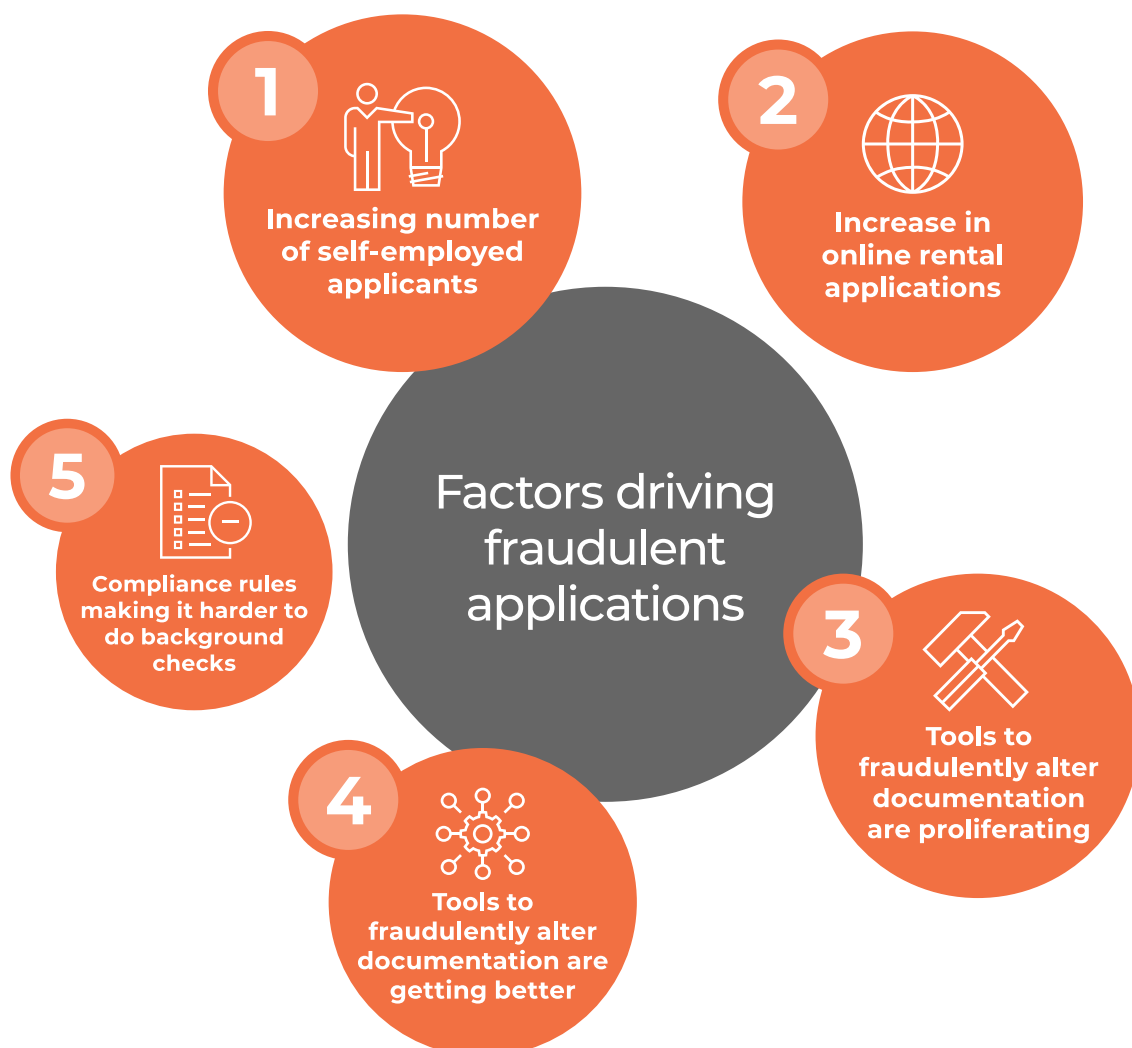 1
Increasing number
of self-employed
applicants
2
Increase in
online rental
applications
Factors driving
fraudulent
applications
3
Tools to
fraudulently alter
documentation
are proliferating
4
Tools to
fraudulently alter
documentation are
getting better
5
Compliance rules
making it harder to
do background
checks